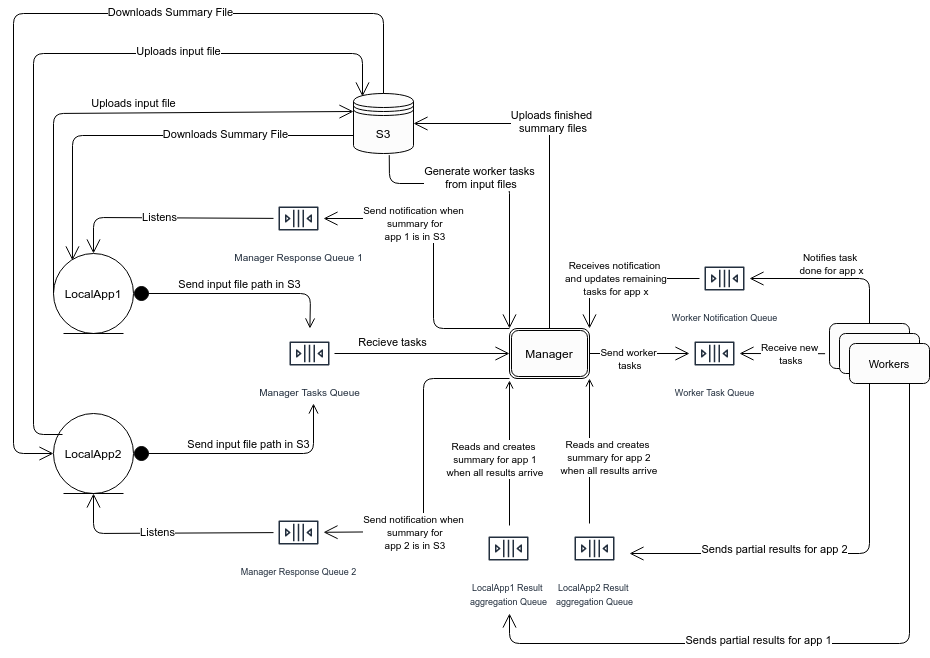 Downloads Summary File
Uploads input file
Uploads input file
Downloads Summary File
S3
Uploads finished
summary files
Generate worker tasks
from input files
Listens
Send notification when
summary for
app 1 is in S3
Manager Response Queue 1
Receives notification
and updates remaining
tasks for app x
Notifies task
done for app x
Worker Notification Queue
LocalApp1
Send input file path in S3
Recieve tasks
Manager
Send worker
tasks
Receive new
tasks
Workers
Manager Tasks Queue
Worker Task Queue
LocalApp2
Send input file path in S3
Reads and creates
summary for app 1
when all results arrive
Reads and creates
summary for app 2
when all results arrive
Listens
Send notification when
summary for
app 2 is in S3
Manager Response Queue 2
Sends partial results for app 2
LocalApp1 Result
aggregation Queue
LocalApp2 Result
aggregation Queue
Sends partial results for app 1